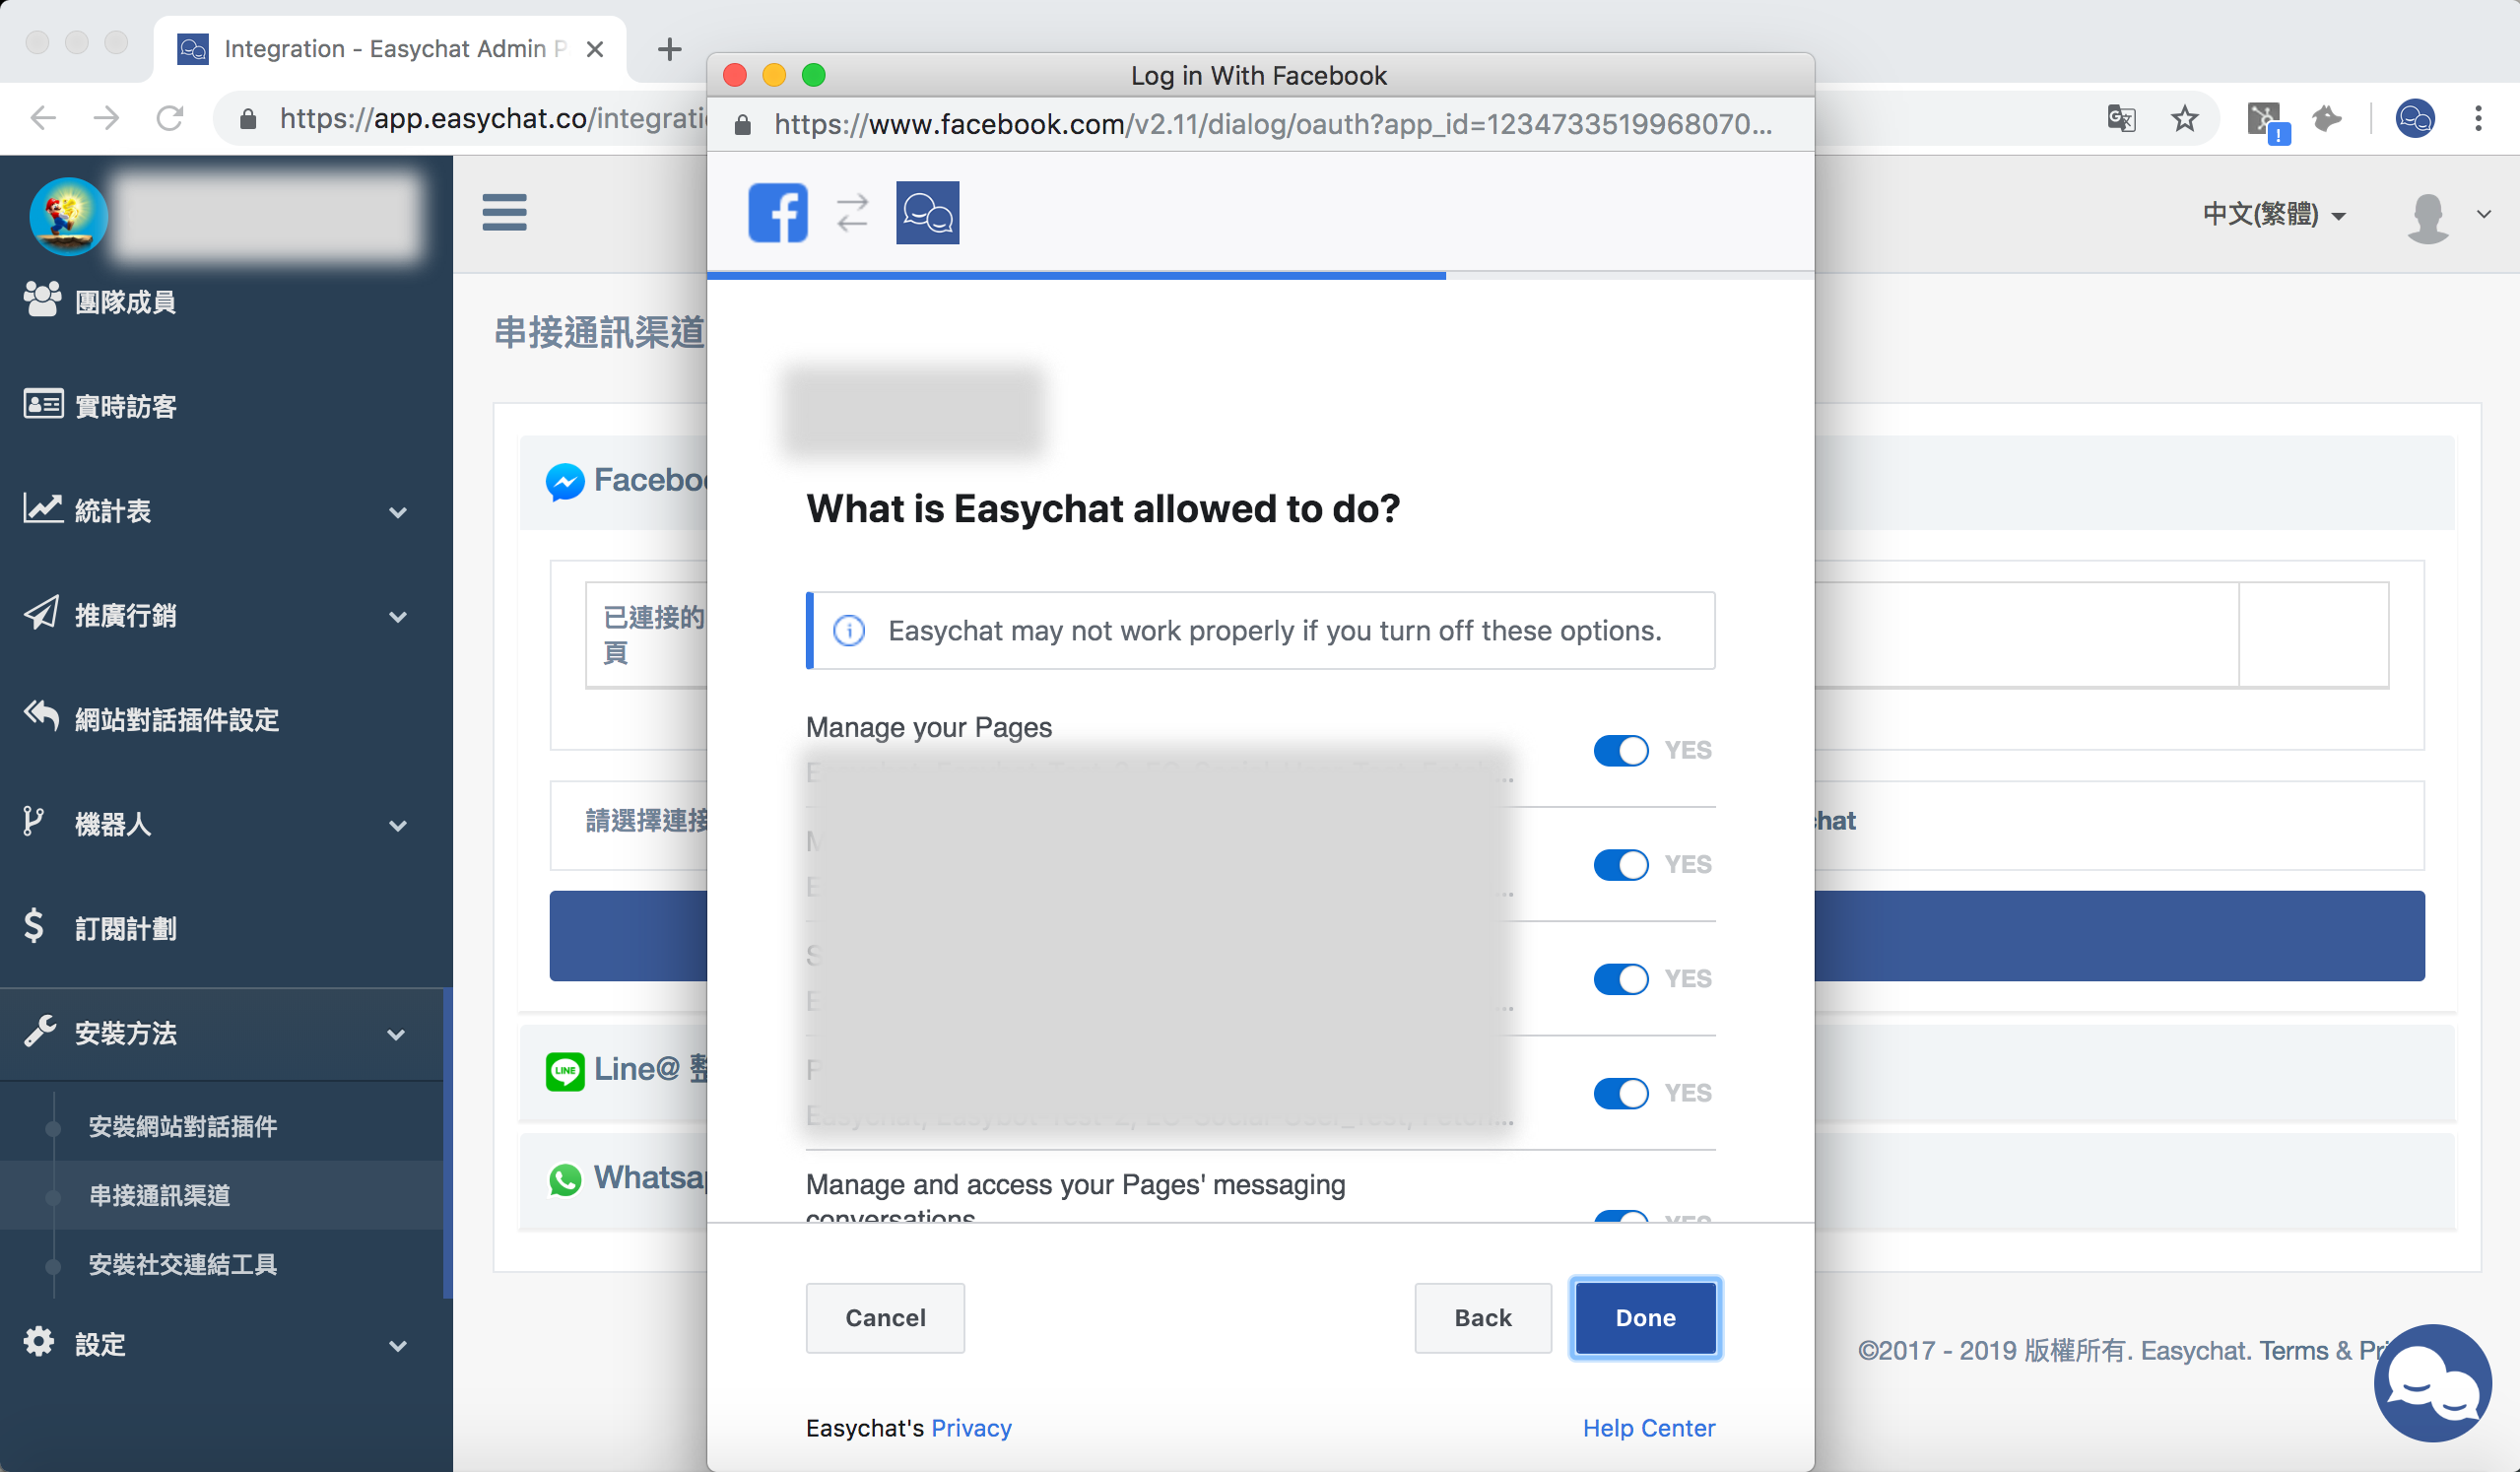 Integration - Easychat Admin P
https://app.easychat.co/integrati
Log in With Facebook
https://www.facebook.com/v2.11/dialog/oauth?app_id=1234733519968070...
中文(繁體)
團隊成員
實時訪客
統計表
推廣行銷
網站對話插件設定
機器人
訂閱計劃
安裝方法
安裝網站對話插件
串接通訊渠道
安裝社交連結工具
設定
串接通訊渠道
Facebo
已連接的
頁
請選擇連接
chat
Line@ 整
LINE
Whatsap
What is Easychat allowed to do?
Easychat may not work properly if you turn off these options.
Manage your Pages
YES
YES
YES
YES
Manage and access your Pages' messaging
conversations
YES
Cancel
Back
Done
Easychat's Privacy
Help Center
©2017 - 2019 版權所有. Easychat. Terms & Pri